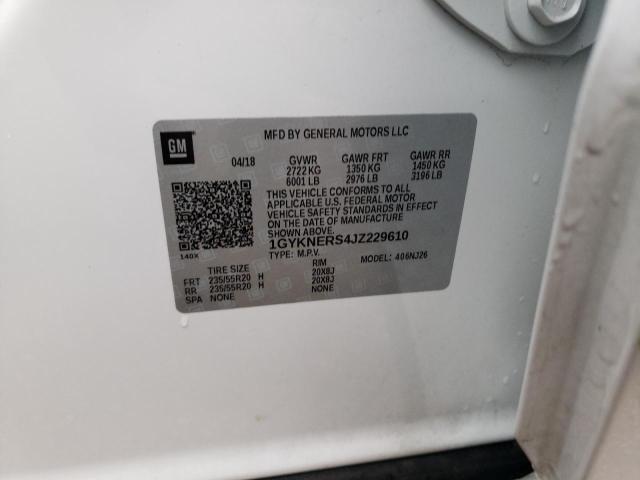 GM
MFD BY GENERAL MOTORS LLC
04/18 GVWR GAWR FRT GAWR RR
2722 KG 1350 KG 1450 KG
6001 LB 2976 LB 3196 LB
THIS VEHICLE CONFORMS TO ALL
APPLICABLE U.S. FEDERAL MOTOR
VEHICLE SAFETY STANDARDS IN EFFECT
ON THE DATE OF MANUFACTURE
SHOWN ABOVE.
1GYKNERS4JZ229610
140X
TYPE: M.P.V. MODEL: 406NJ26
TIRE SIZE RIM
FRT 235/55R20 H 20X8J
RR 235/55R20 H 20X8J
SPA NONE NONE